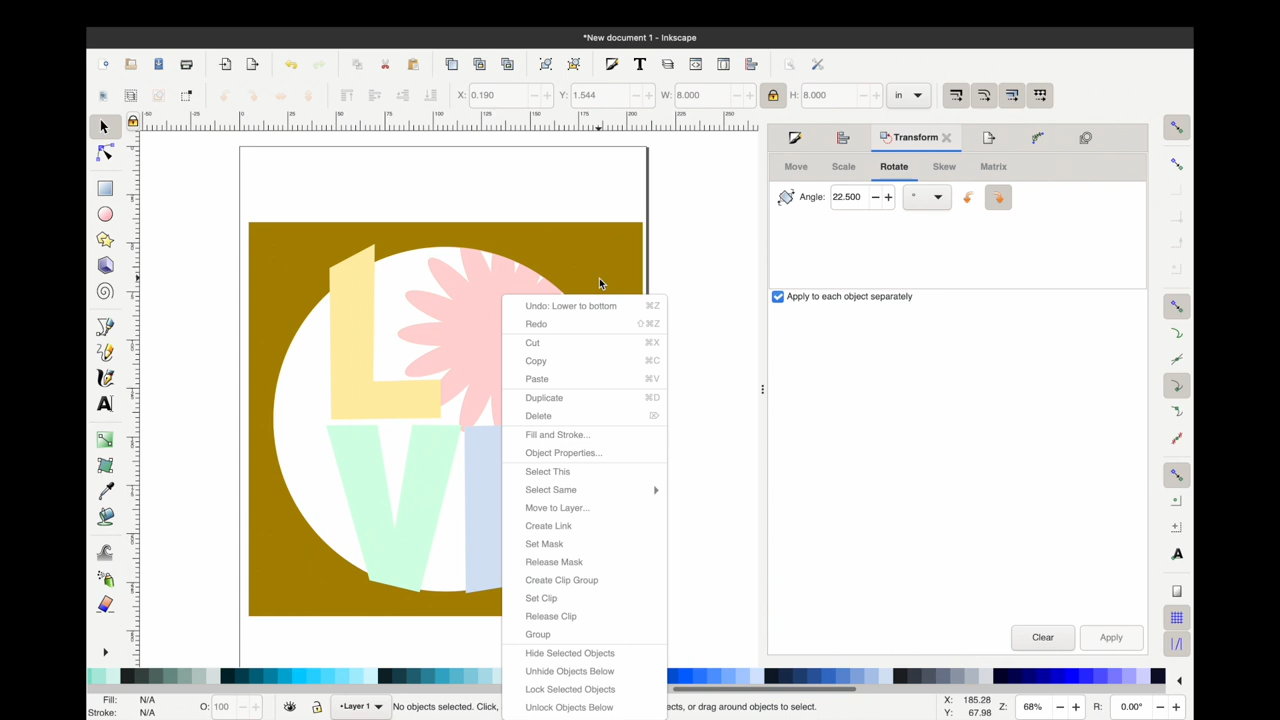 *New document 1 - Inkscape
X: 0.190 Y: 1.544 W: 8.000 H: 8.000 in
Transform
Move Scale Rotate Skew Matrix
Angle: 22.500 °
Apply to each object separately
L
V
Undo: Lower to bottom ⌘Z
Redo ⇧⌘Z
Cut ⌘X
Copy ⌘C
Paste ⌘V
Duplicate ⌘D
Delete ⌦
Fill and Stroke...
Object Properties...
Select This
Select Same
Move to Layer...
Create Link
Set Mask
Release Mask
Create Clip Group
Set Clip
Release Clip
Group
Hide Selected Objects
Unhide Objects Below
Lock Selected Objects
Unlock Objects Below
Clear Apply
Fill: N/A
Stroke: N/A
O: 100
•Layer 1
No objects selected. Click, ects, or drag around objects to select.
X: 185.28
Y: 67.98
Z: 68%
R: 0.00°